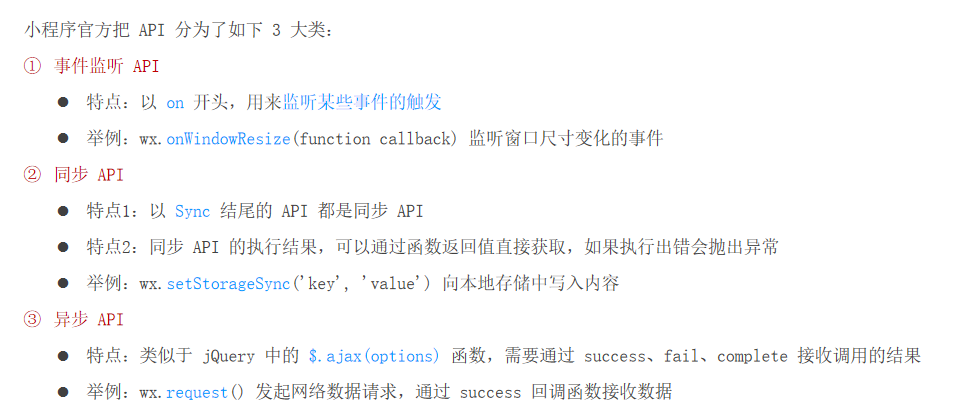 小程序官方把 API 分为了如下 3 大类：
① 事件监听 API
● 特点：以 on 开头，用来监听某些事件的触发
● 举例：wx.onWindowResize(function callback) 监听窗口尺寸变化的事件
② 同步 API
● 特点1：以 Sync 结尾的 API 都是同步 API
● 特点2：同步 API 的执行结果，可以通过函数返回值直接获取，如果执行出错会抛出异常
● 举例：wx.setStorageSync('key', 'value') 向本地存储中写入内容
③ 异步 API
● 特点：类似于 jQuery 中的 $.ajax(options) 函数，需要通过 success、fail、complete 接收调用的结果
● 举例：wx.request() 发起网络数据请求，通过 success 回调函数接收数据